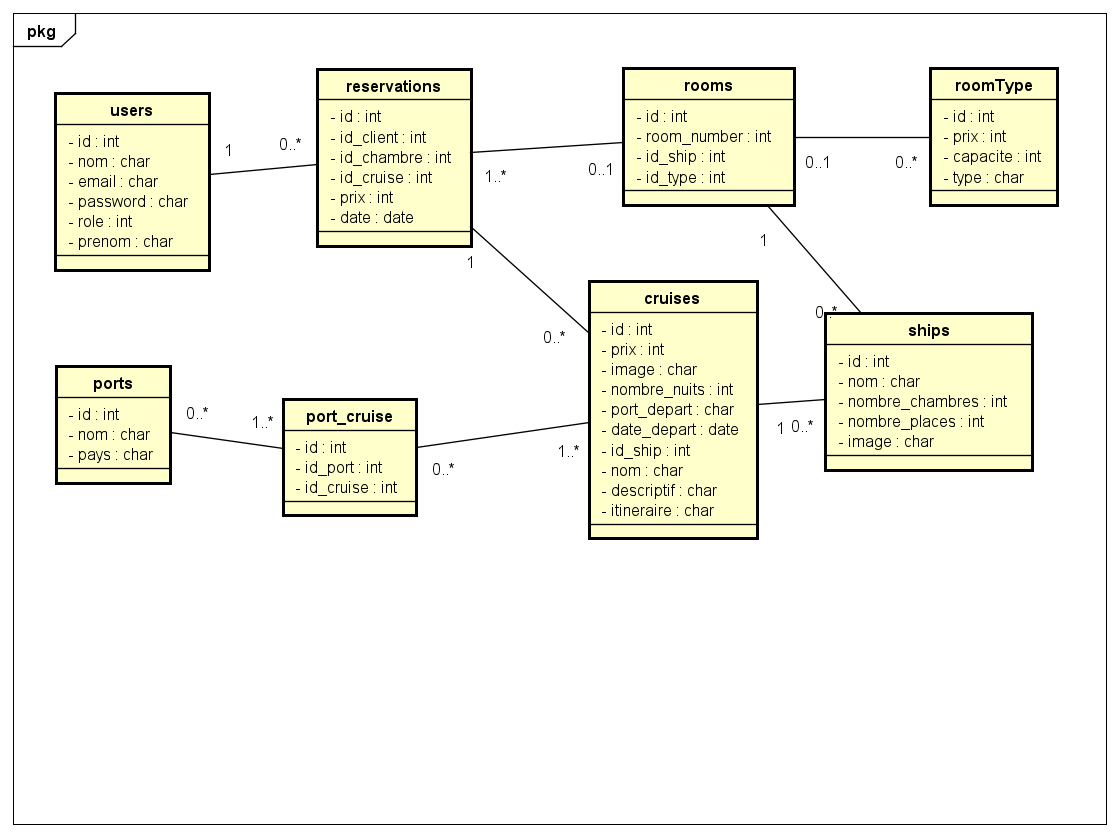 pkg
users
- id : int
- nom : char
- email : char
- password : char
- role : int
- prenom : char
1
0..*
reservations
- id : int
- id_client : int
- id_chambre : int
- id_cruise : int
- prix : int
- date : date
1..*
0..1
rooms
- id : int
- room_number : int
- id_ship : int
- id_type : int
0..1
0..*
roomType
- id : int
- prix : int
- capacite : int
- type : char
1
0..*
1
0..*
cruises
- id : int
- prix : int
- image : char
- nombre_nuits : int
- port_depart : char
- date_depart : date
- id_ship : int
- nom : char
- descriptif : char
- itineraire : char
1
0..*
ships
- id : int
- nom : char
- nombre_chambres : int
- nombre_places : int
- image : char
ports
- id : int
- nom : char
- pays : char
0..*
1..*
port_cruise
- id : int
- id_port : int
- id_cruise : int
0..*
1..*